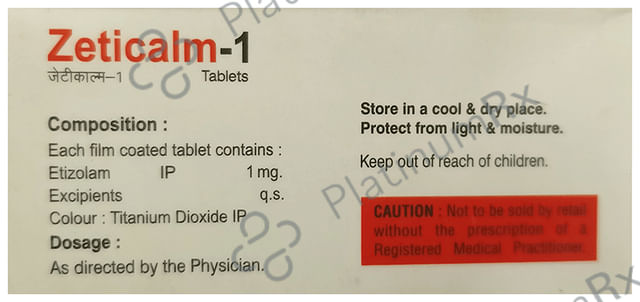 Zeticalm-1
जेटीकाल्म-1 Tablets
Composition :
Each film coated tablet contains :
Etizolam IP 1 mg.
Excipients q.s.
Colour : Titanium Dioxide IP
Dosage :
As directed by the Physician.
Store in a cool & dry place.
Protect from light & moisture.
Keep out of reach of children.
CAUTION : Not to be sold by retail
without the prescription of a
Registered Medical Practitioner.
PlatinumRx